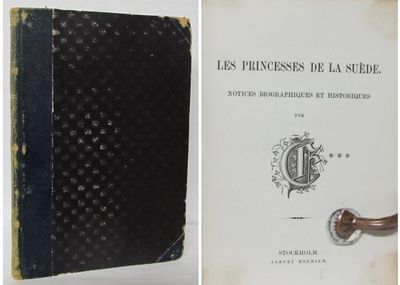 LES PRINCESSES DE LA SUÈDE.
NOTICES BIOGRAPHIQUES ET HISTORIQUES
PAR
C***
STOCKHOLM.
ALBERT BONNIER.